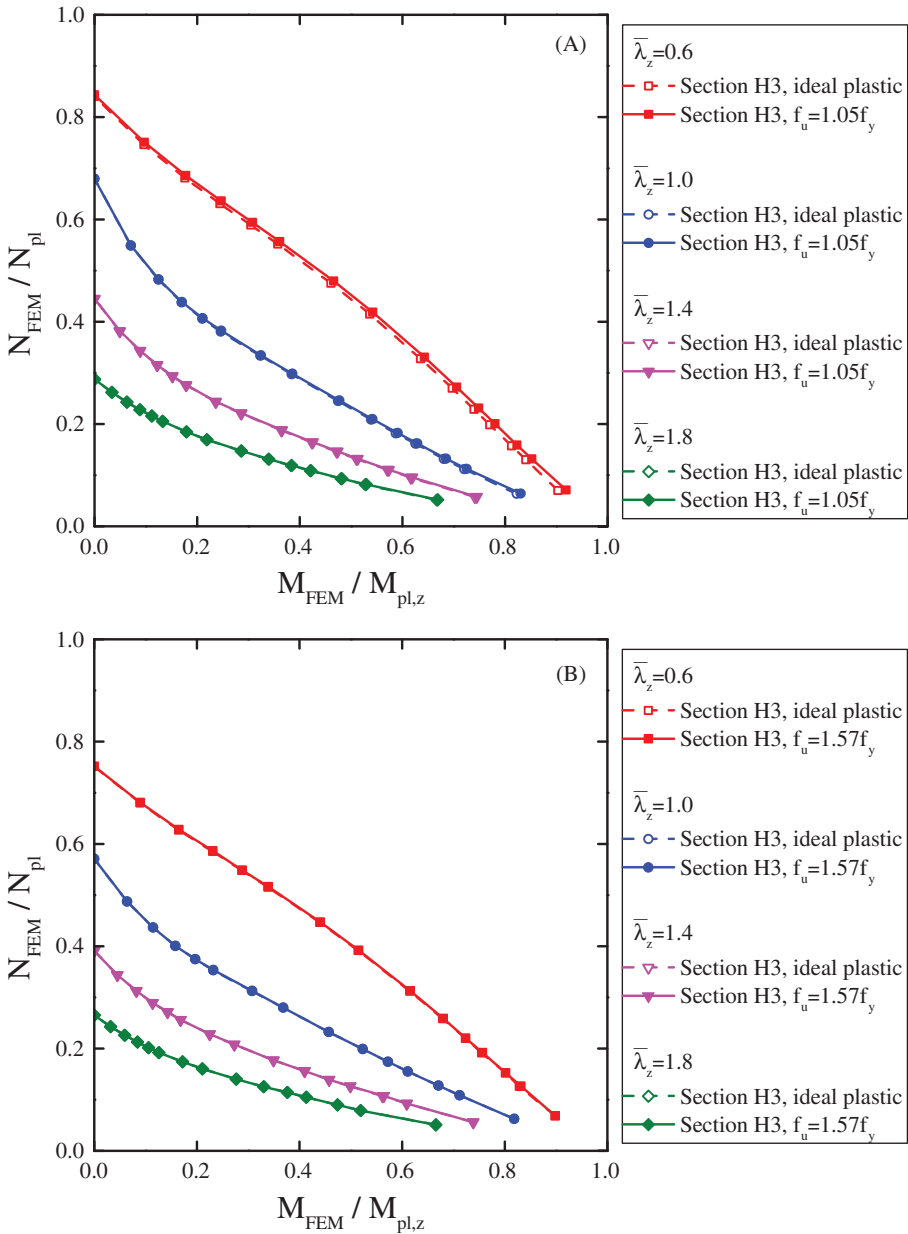 1.0
0.8
0.6
0.4
0.2
0.0
N_FEM / N_pl
(A)
0.0 0.2 0.4 0.6 0.8 1.0
M_FEM / M_pl,z
λ̅_z=0.6
Section H3, ideal plastic
Section H3, f_u=1.05f_y
λ̅_z=1.0
Section H3, ideal plastic
Section H3, f_u=1.05f_y
λ̅_z=1.4
Section H3, ideal plastic
Section H3, f_u=1.05f_y
λ̅_z=1.8
Section H3, ideal plastic
Section H3, f_u=1.05f_y
1.0
0.8
0.6
0.4
0.2
0.0
N_FEM / N_pl
(B)
0.0 0.2 0.4 0.6 0.8 1.0
M_FEM / M_pl,z
λ̅_z=0.6
Section H3, ideal plastic
Section H3, f_u=1.57f_y
λ̅_z=1.0
Section H3, ideal plastic
Section H3, f_u=1.57f_y
λ̅_z=1.4
Section H3, ideal plastic
Section H3, f_u=1.57f_y
λ̅_z=1.8
Section H3, ideal plastic
Section H3, f_u=1.57f_y